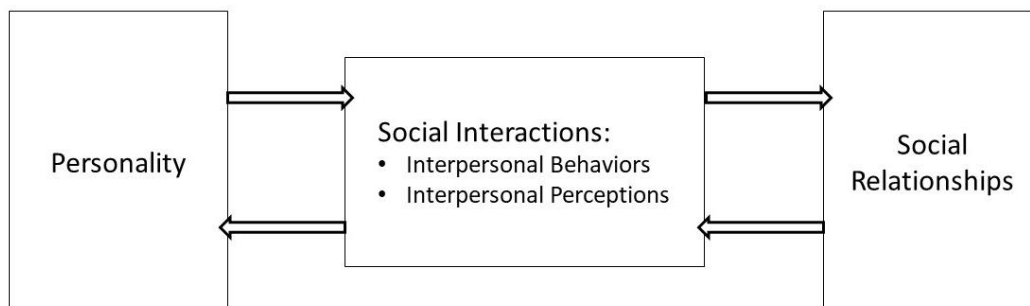 Personality
Social Interactions:
• Interpersonal Behaviors
• Interpersonal Perceptions
Social
Relationships